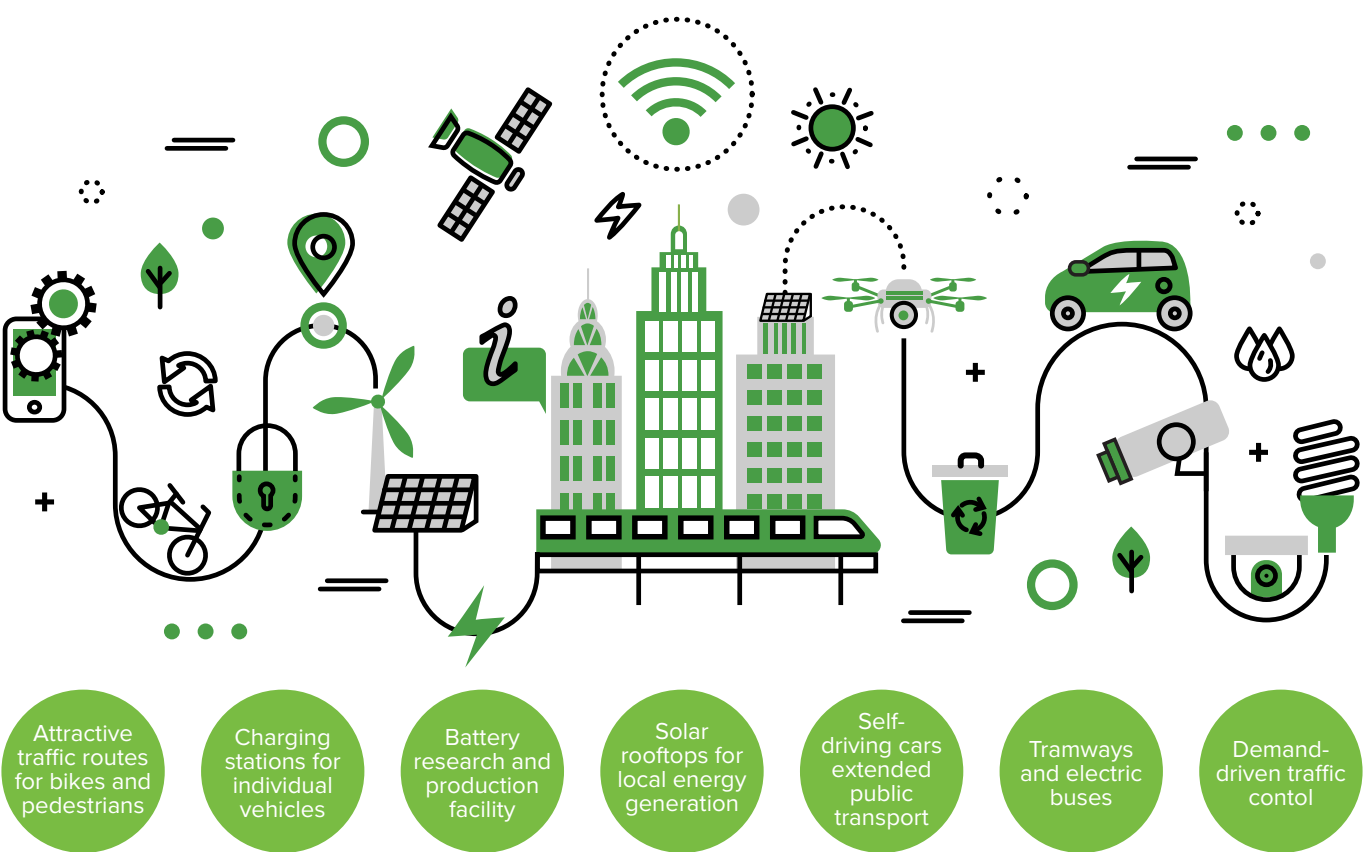 Attractive
traffic routes
for bikes and
pedestrians
Charging
stations for
individual
vehicles
Battery
research and
production
facility
Solar
rooftops for
local energy
generation
Self-
driving cars
extended
public
transport
Tramways
and electric
buses
Demand-
driven traffic
contol